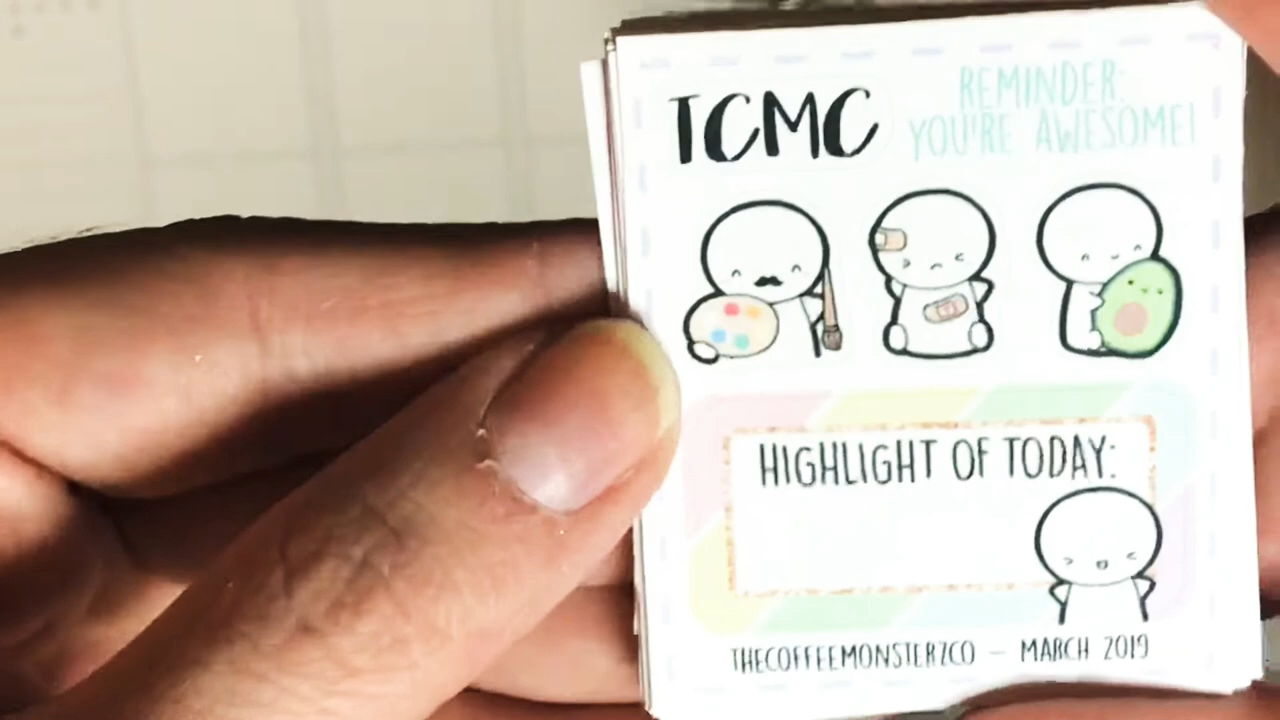 TCMC
REMINDER:
YOU'RE AWESOME!
HIGHLIGHT OF TODAY:
THECOFFEEMONSTERZCO – MARCH 2019